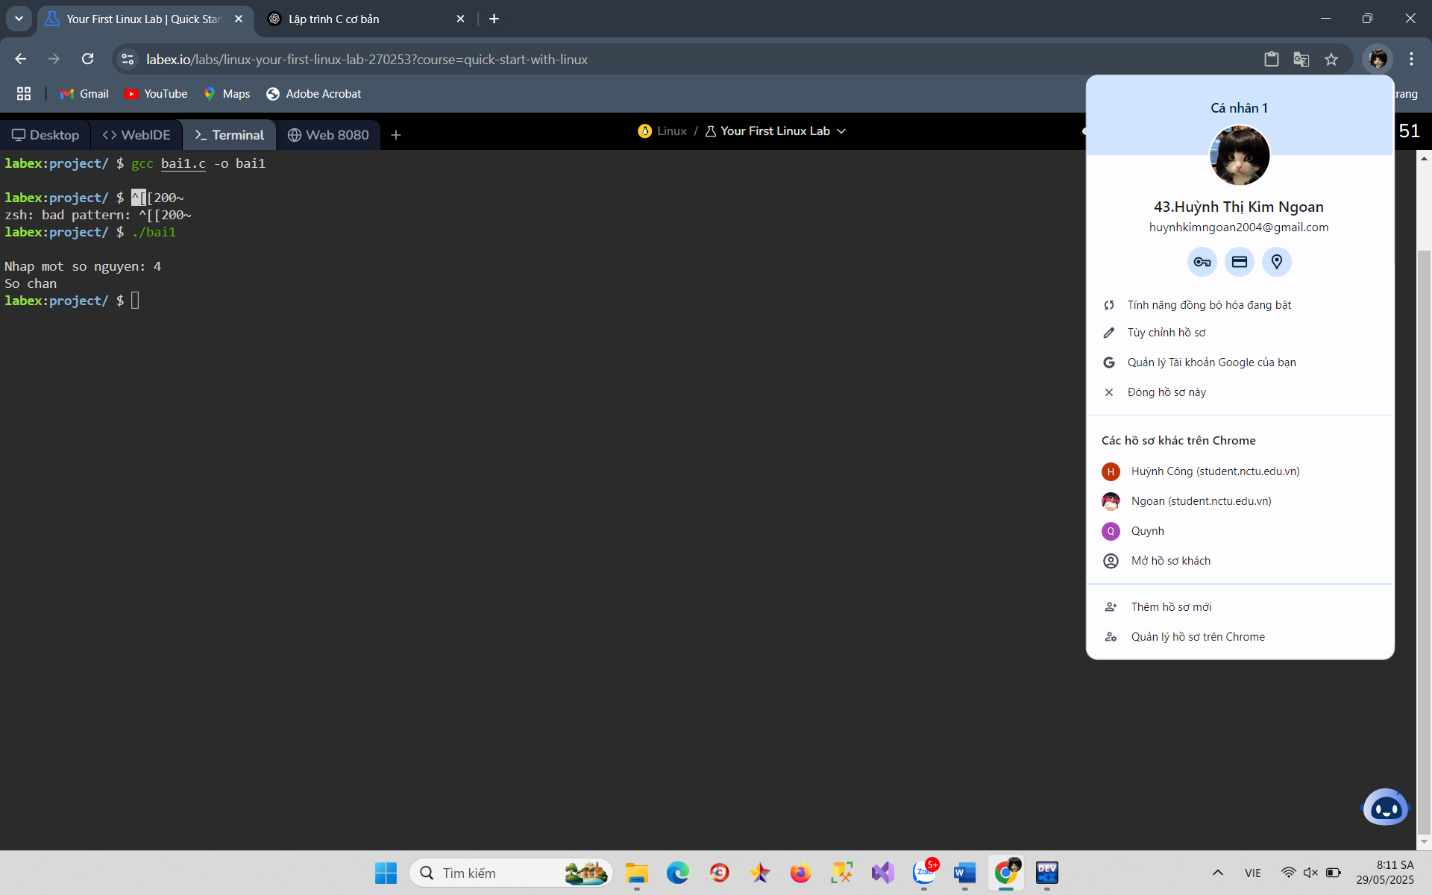 Your First Linux Lab | Quick Star
Lập trình C cơ bản
labex.io/labs/linux-your-first-linux-lab-270253?course=quick-start-with-linux
Gmail
YouTube
Maps
Adobe Acrobat
trang
Desktop
WebIDE
Terminal
Web 8080
Linux / Your First Linux Lab
51
labex:project/ $ gcc bai1.c -o bai1
labex:project/ $ ^[[200~
zsh: bad pattern: ^[[200~
labex:project/ $ ./bai1
Nhap mot so nguyen: 4
So chan
labex:project/ $
Cá nhân 1
43.Huỳnh Thị Kim Ngoan
huynhkimngoan2004@gmail.com
Tính năng đồng bộ hóa đang bật
Tùy chỉnh hồ sơ
Quản lý Tài khoản Google của bạn
Đóng hồ sơ này
Các hồ sơ khác trên Chrome
H Huỳnh Công (student.nctu.edu.vn)
Ngoan (student.nctu.edu.vn)
Q Quynh
Mở hồ sơ khách
Thêm hồ sơ mới
Quản lý hồ sơ trên Chrome
Tìm kiếm
Zalo
5+
W
DEV
VIE
8:11 SA
29/05/2025